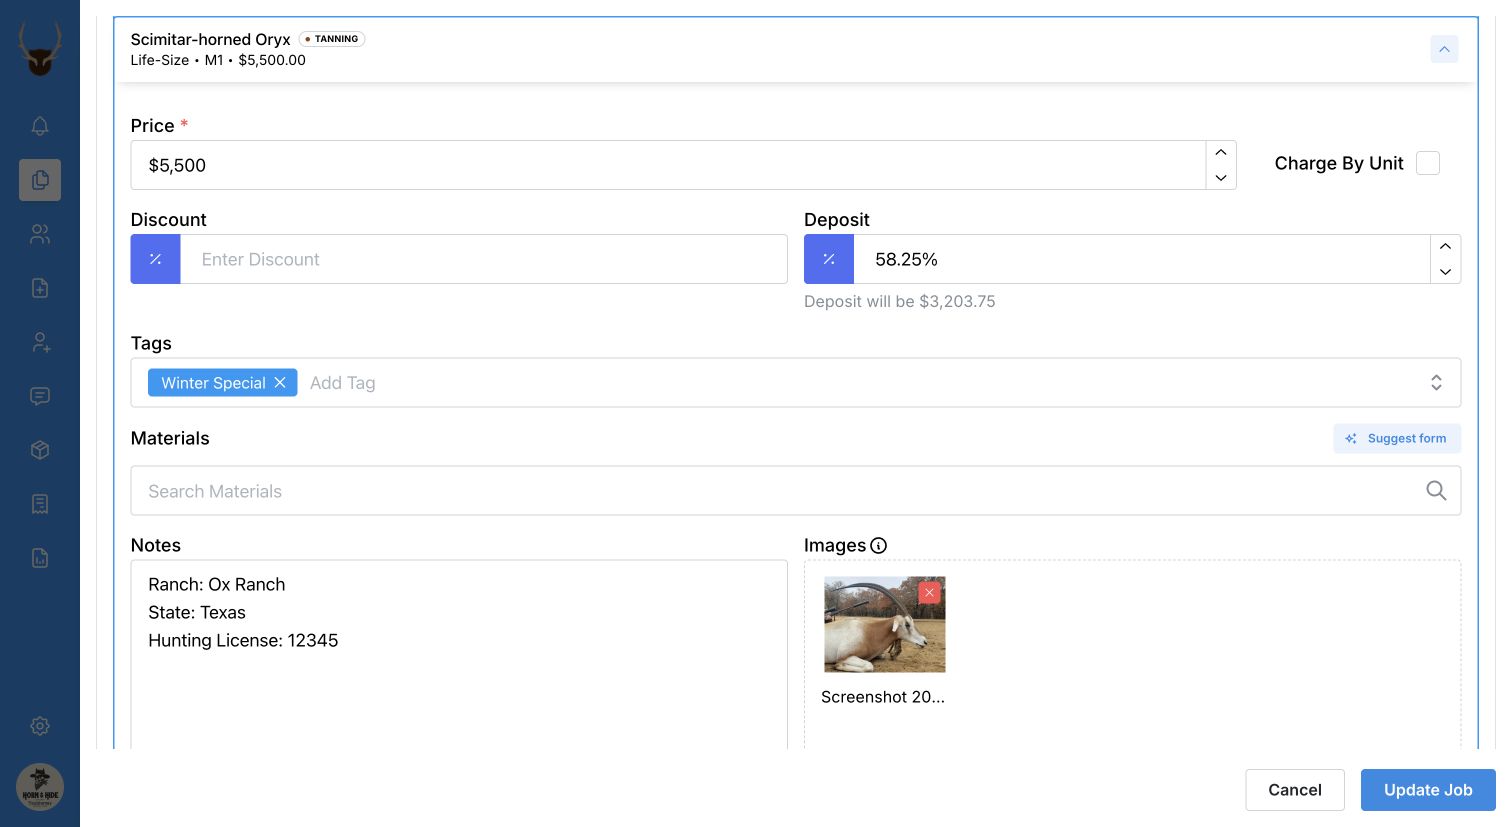 Scimitar-horned Oryx • TANNING
Life-Size • M1 • $5,500.00
Price *
$5,500
Charge By Unit
Discount
Enter Discount
Deposit
58.25%
Deposit will be $3,203.75
Tags
Winter Special
Add Tag
Materials
Suggest form
Search Materials
Notes
Ranch: Ox Ranch
State: Texas
Hunting License: 12345
Images
Screenshot 20...
HORN & HIDE
Cancel
Update Job